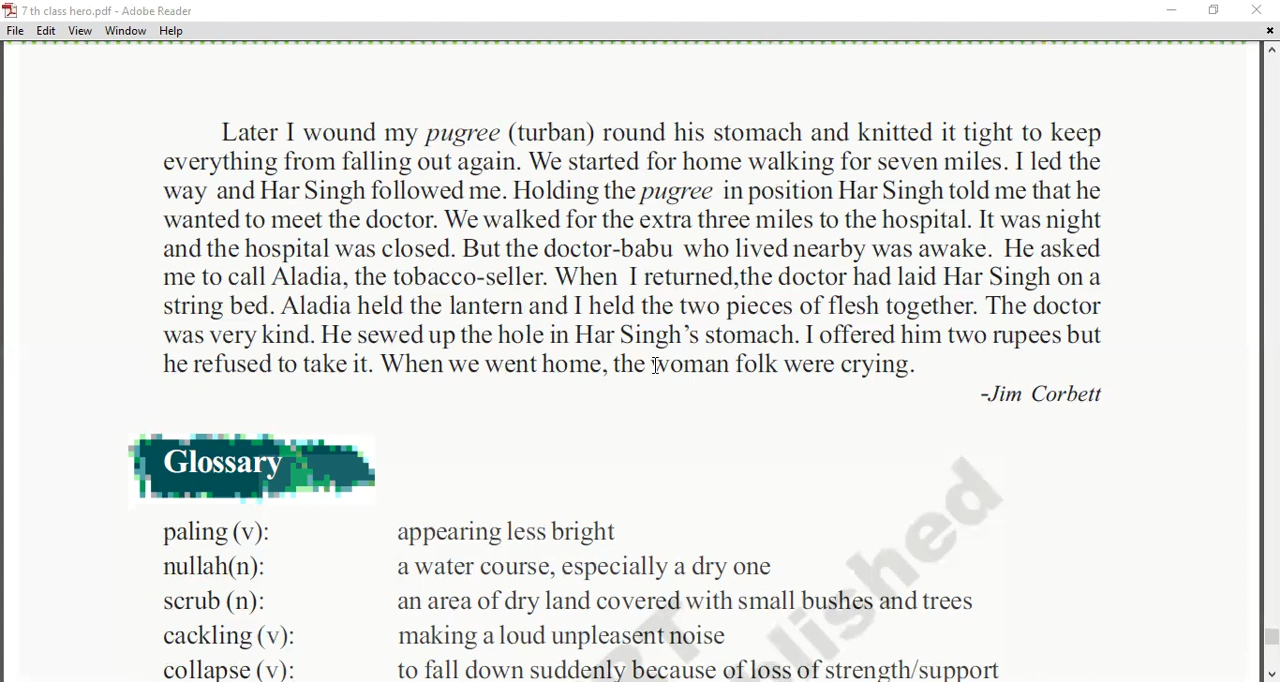 7 th class hero.pdf - Adobe Reader
File Edit View Window Help
Later I wound my pugree (turban) round his stomach and knitted it tight to keep
everything from falling out again. We started for home walking for seven miles. I led the
way and Har Singh followed me. Holding the pugree in position Har Singh told me that he
wanted to meet the doctor. We walked for the extra three miles to the hospital. It was night
and the hospital was closed. But the doctor-babu who lived nearby was awake. He asked
me to call Aladia, the tobacco-seller. When I returned,the doctor had laid Har Singh on a
string bed. Aladia held the lantern and I held the two pieces of flesh together. The doctor
was very kind. He sewed up the hole in Har Singh's stomach. I offered him two rupees but
he refused to take it. When we went home, the woman folk were crying.
-Jim Corbett
Glossary
paling (v): appearing less bright
nullah(n): a water course, especially a dry one
scrub (n): an area of dry land covered with small bushes and trees
cackling (v): making a loud unpleasent noise
collapse (v): to fall down suddenly because of loss of strength/support